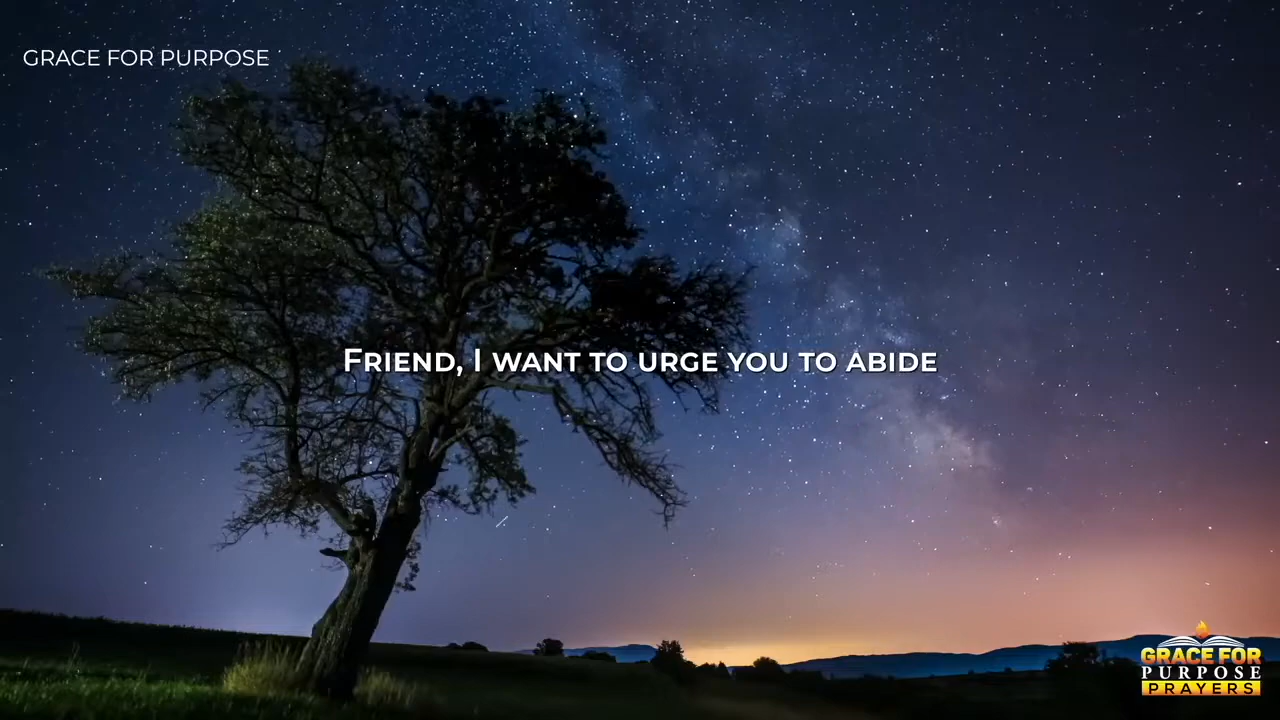 GRACE FOR PURPOSE
Friend, I want to urge you to abide
GRACE FOR
PURPOSE
PRAYERS